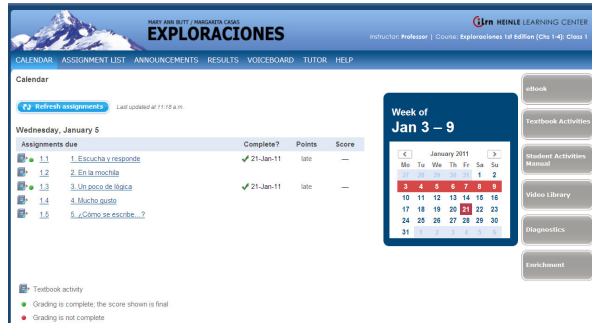 MARY ANN BUTT / MARGARITA CASAS
EXPLORACIONES
iLrn HEINLE LEARNING CENTER
Instructor: Professor | Course: Exploraciones 1st Edition (Chs 1-4): Class 1
CALENDAR ASSIGNMENT LIST ANNOUNCEMENTS RESULTS VOICEBOARD TUTOR HELP
Calendar
Refresh assignments Last updated at 11:18 a.m.
Wednesday, January 5
Assignments due Complete? Points Score
1.1 1. Escucha y responde 21-Jan-11 late —
1.2 2. En la mochila
1.3 3. Un poco de lógica 21-Jan-11 late —
1.4 4. Mucho gusto
1.5 5. ¿Cómo se escribe...?
Textbook activity
Grading is complete; the score shown is final
Grading is not complete
Week of
Jan 3 – 9
< January 2011 >
Mo Tu We Th Fr Sa Su
27 28 29 30 31 1 2
3 4 5 6 7 8 9
10 11 12 13 14 15 16
17 18 19 20 21 22 23
24 25 26 27 28 29 30
31 1 2 3 4 5 6
eBook
Textbook Activities
Student Activities
Manual
Video Library
Diagnostics
Enrichment